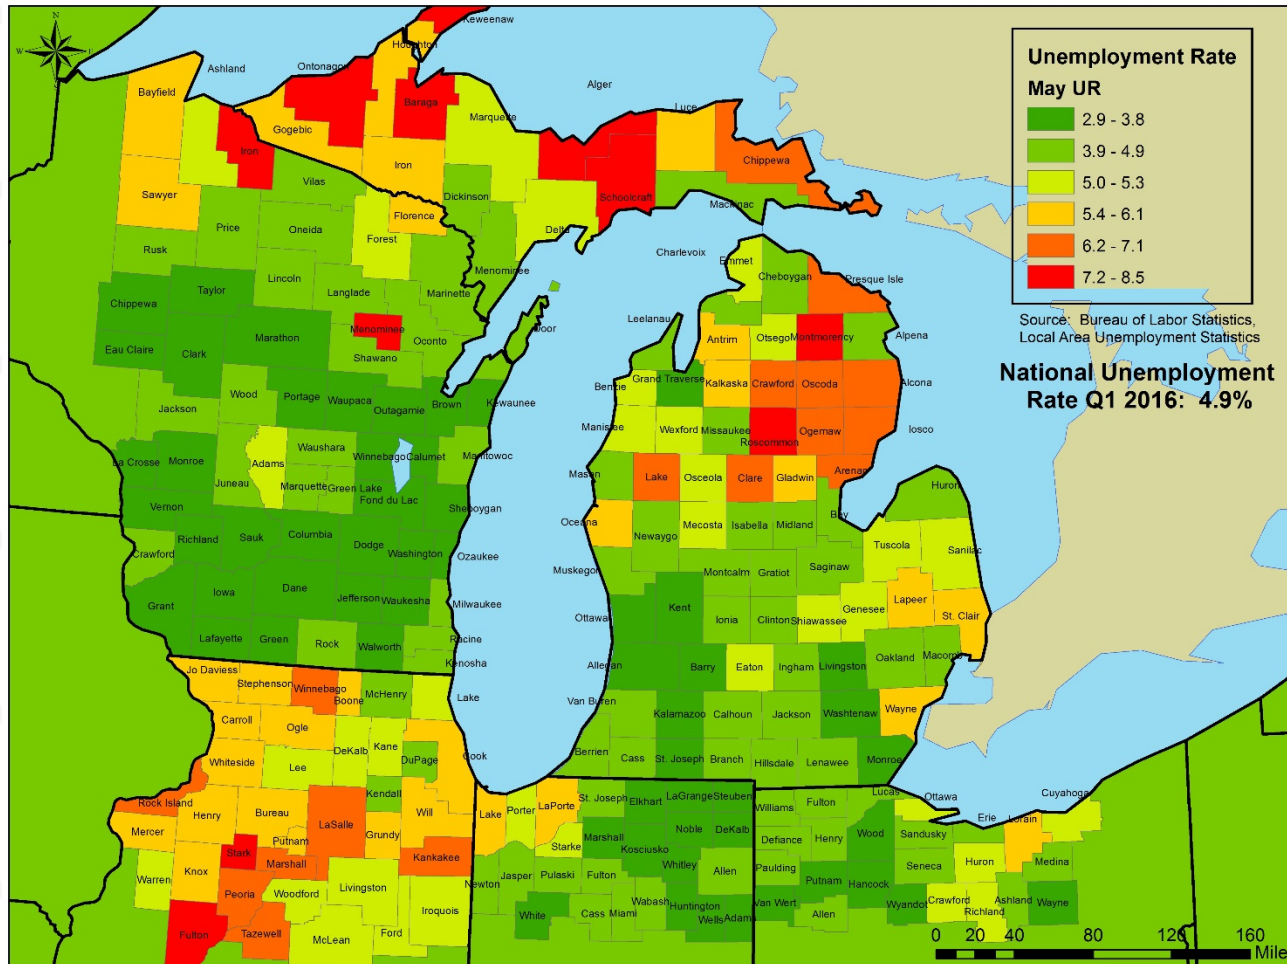 Unemployment Rate
May UR
2.9 - 3.8
3.9 - 4.9
5.0 - 5.3
5.4 - 6.1
6.2 - 7.1
7.2 - 8.5
Source: Bureau of Labor Statistics,
Local Area Unemployment Statistics
National Unemployment
Rate Q1 2016: 4.9%
N
W
E
S
Keweenaw
Houghton
Ontonagon
Ashland
Baraga
Alger
Luce
Bayfield
Marquette
Gogebic
Iron
Chippewa
Iron
Vilas
Dickinson
Schoolcraft
Sawyer
Mackinac
Florence
Price
Oneida
Forest
Delta
Rusk
Charlevoix
Emmet
Menominee
Cheboygan
Presque Isle
Lincoln
Langlade
Marinette
Taylor
Chippewa
Leelanau
Door
Menominee
Marathon
Oconto
Antrim
Otsego
Montmorency
Alpena
Eau Claire
Clark
Shawano
Benzie
Grand Traverse
Kalkaska
Crawford
Oscoda
Alcona
Wood
Portage
Waupaca
Outagamie
Brown
Kewaunee
Jackson
Manistee
Wexford
Missaukee
Roscommon
Ogemaw
Iosco
Waushara
Winnebago
Calumet
Manitowoc
La Crosse
Monroe
Adams
Mason
Lake
Osceola
Clare
Gladwin
Arenac
Juneau
Marquette
Green Lake
Fond du Lac
Huron
Vernon
Sheboygan
Oceana
Newaygo
Mecosta
Isabella
Midland
Bay
Richland
Sauk
Columbia
Dodge
Washington
Ozaukee
Crawford
Tuscola
Sanilac
Muskegon
Montcalm
Gratiot
Saginaw
Iowa
Dane
Jefferson
Waukesha
Milwaukee
Grant
Lapeer
Genesee
St. Clair
Ottawa
Kent
Ionia
Clinton
Shiawassee
Lafayette
Green
Rock
Walworth
Racine
Kenosha
Allegan
Barry
Eaton
Ingham
Livingston
Oakland
Macomb
Jo Daviess
Stephenson
Winnebago
Boone
McHenry
Lake
Van Buren
Kalamazoo
Calhoun
Jackson
Washtenaw
Wayne
Carroll
Ogle
DeKalb
Kane
Cook
DuPage
Whiteside
Lee
Berrien
Cass
St. Joseph
Branch
Hillsdale
Lenawee
Monroe
Kendall
Rock Island
Henry
Bureau
LaSalle
Will
Grundy
Putnam
Mercer
Lake
Porter
LaPorte
St. Joseph
Elkhart
LaGrange
Steuben
Williams
Fulton
Lucas
Ottawa
Erie
Cuyahoga
Lorain
Starke
Marshall
Noble
DeKalb
Defiance
Henry
Wood
Sandusky
Stark
Marshall
Kankakee
Kosciusko
Huron
Medina
Knox
Whitley
Paulding
Seneca
Warren
Peoria
Woodford
Livingston
Newton
Jasper
Pulaski
Fulton
Allen
Putnam
Hancock
Iroquois
Wabash
Huntington
Van Wert
Wyandot
Crawford
Richland
Ashland
Wayne
White
Cass
Miami
Wells
Adams
Allen
Fulton
Tazewell
McLean
Ford
0 20 40 80 120 160
Mile